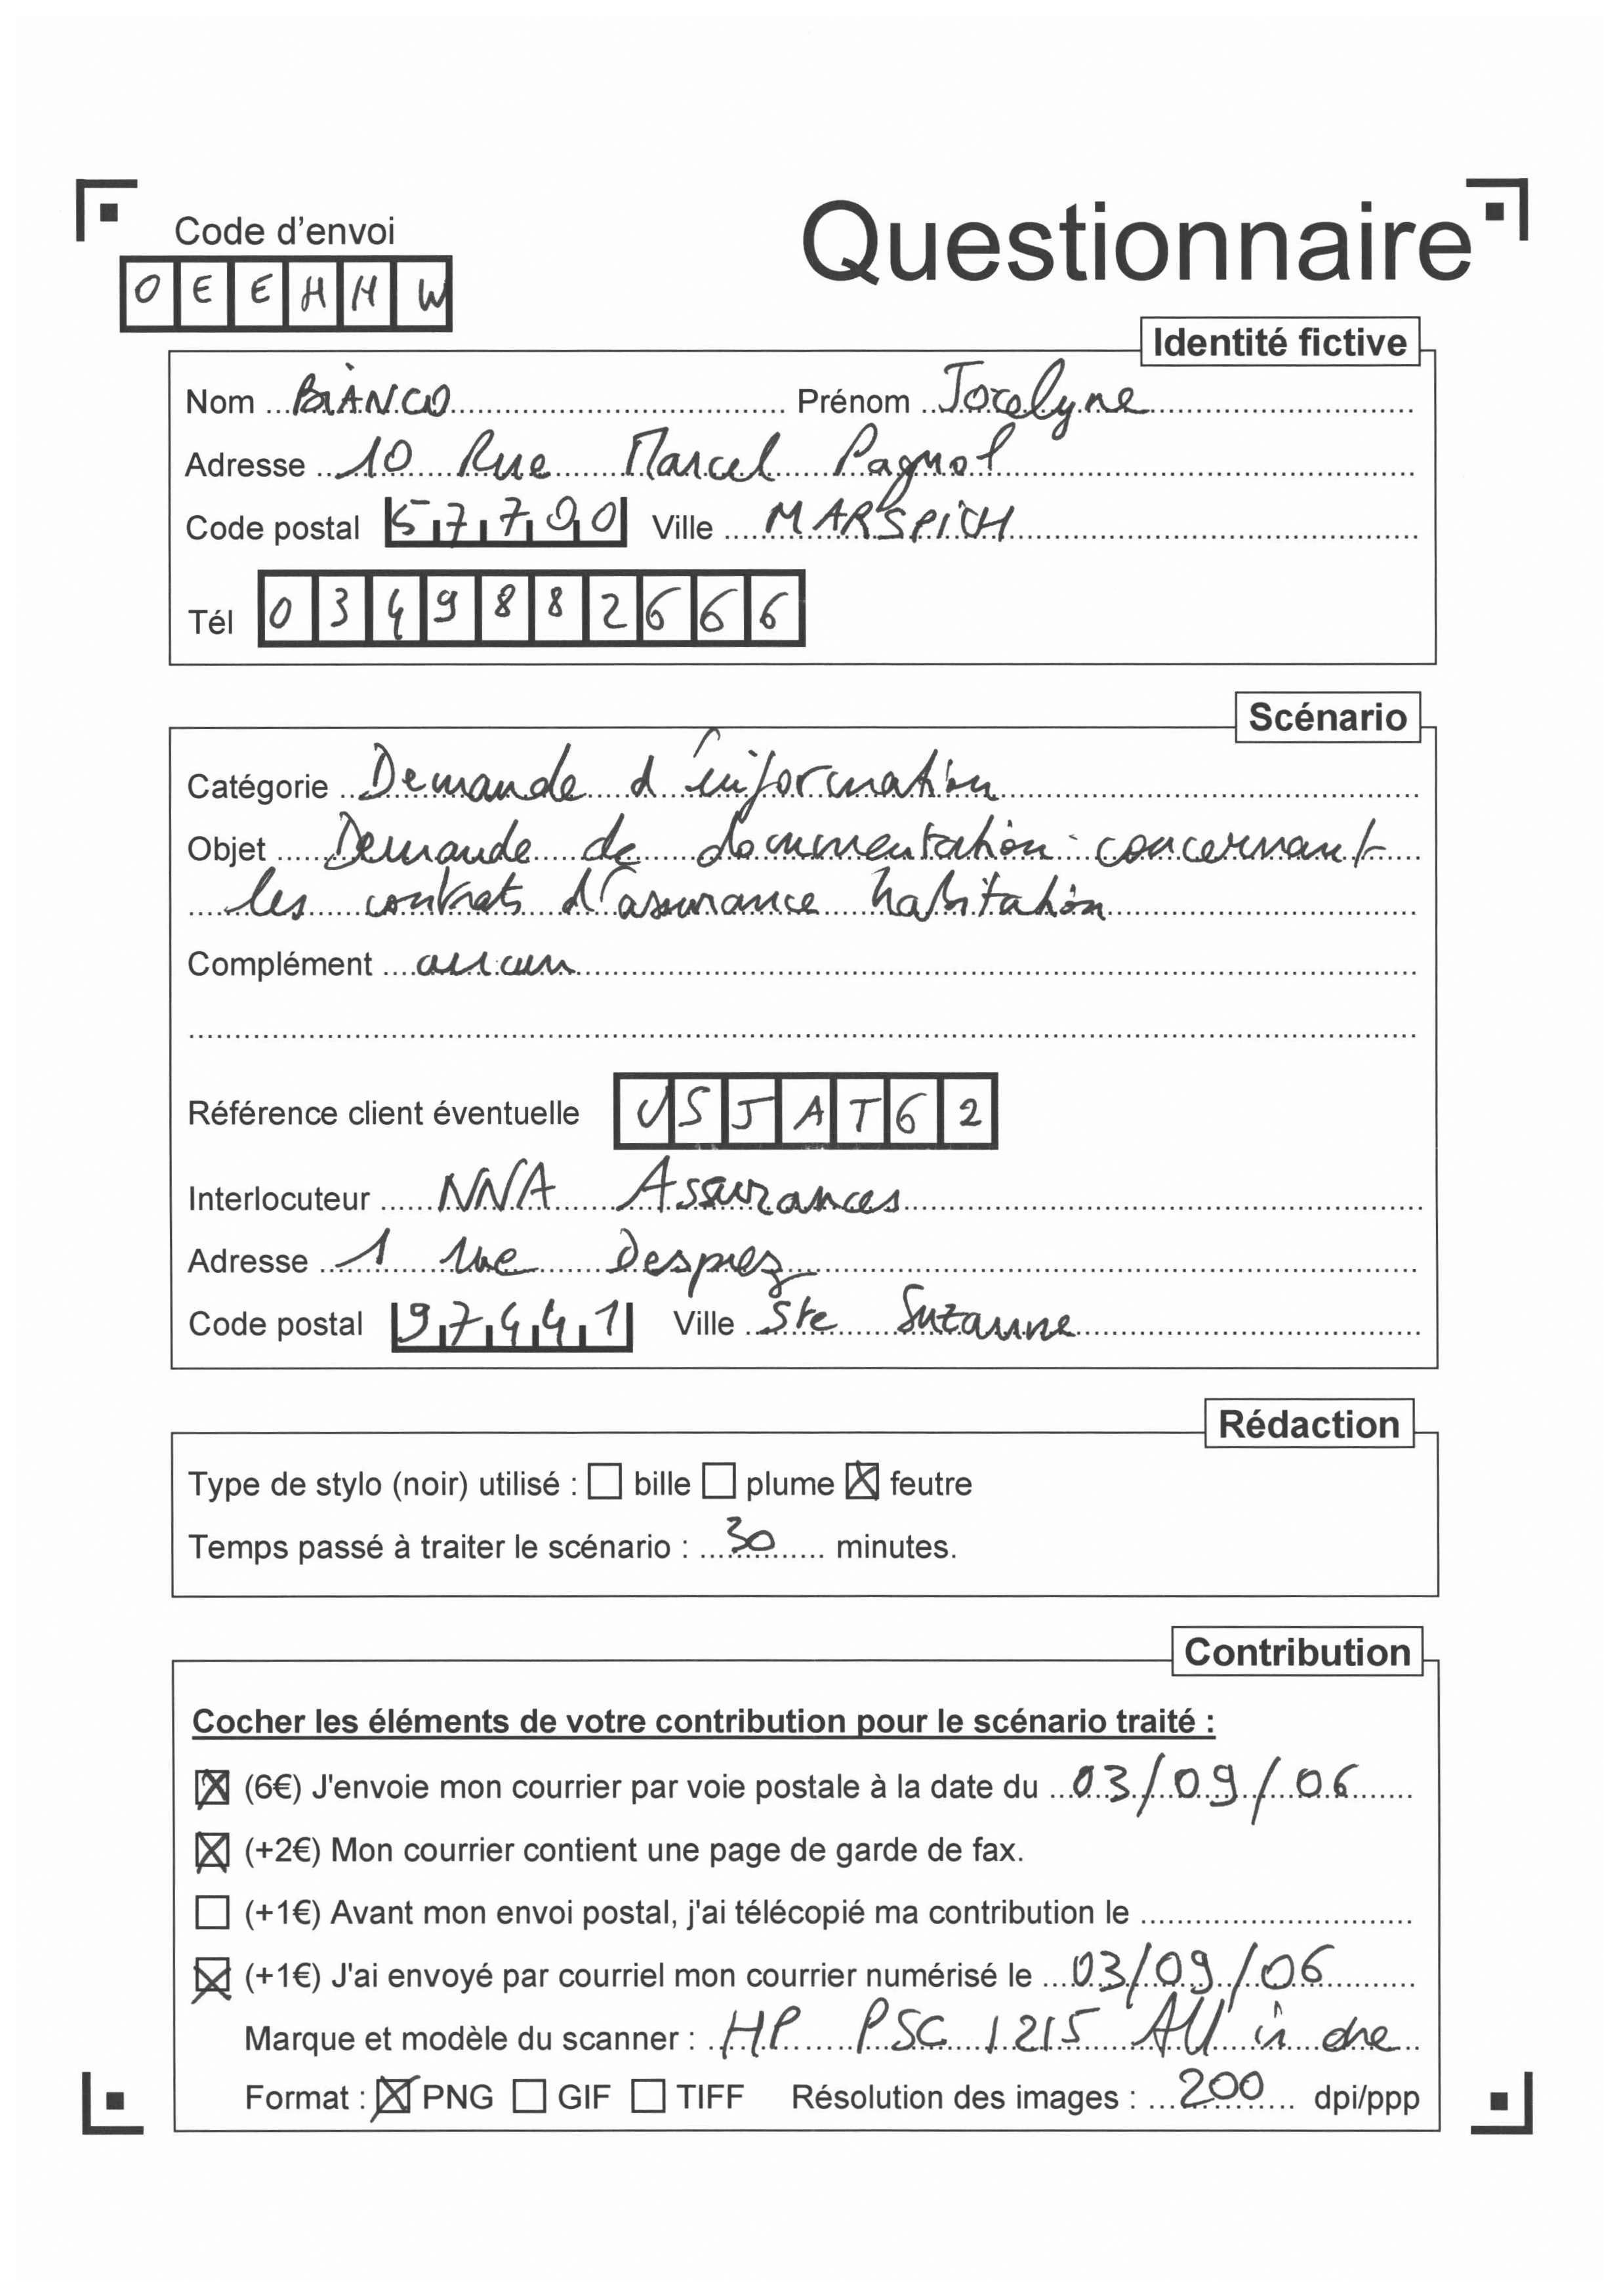 Questionnaire
Code d'envoi
O E E H H W
Identité fictive
Nom BIANCO Prénom Jocelyne
Adresse 10 Rue Marcel Pagnol
Code postal 57700 Ville MARSPICH
Tél 0349882666
Scénario
Catégorie Demande d'information
Objet Demande de documentation concernant
les contrats d'assurance habitation
Complément aucun
Référence client éventuelle USJAT62
Interlocuteur NNA Assurances
Adresse 1 rue Desprez
Code postal 97441 Ville Ste Suzanne
Rédaction
Type de stylo (noir) utilisé : ☐ bille ☐ plume ☒ feutre
Temps passé à traiter le scénario : 30 minutes.
Contribution
Cocher les éléments de votre contribution pour le scénario traité :
☒ (6€) J'envoie mon courrier par voie postale à la date du 03/09/06
☒ (+2€) Mon courrier contient une page de garde de fax.
☐ (+1€) Avant mon envoi postal, j'ai télécopié ma contribution le
☒ (+1€) J'ai envoyé par courriel mon courrier numérisé le 03/09/06
Marque et modèle du scanner : HP PSC 1215 All in one
Format : ☒ PNG ☐ GIF ☐ TIFF Résolution des images : 200 dpi/ppp